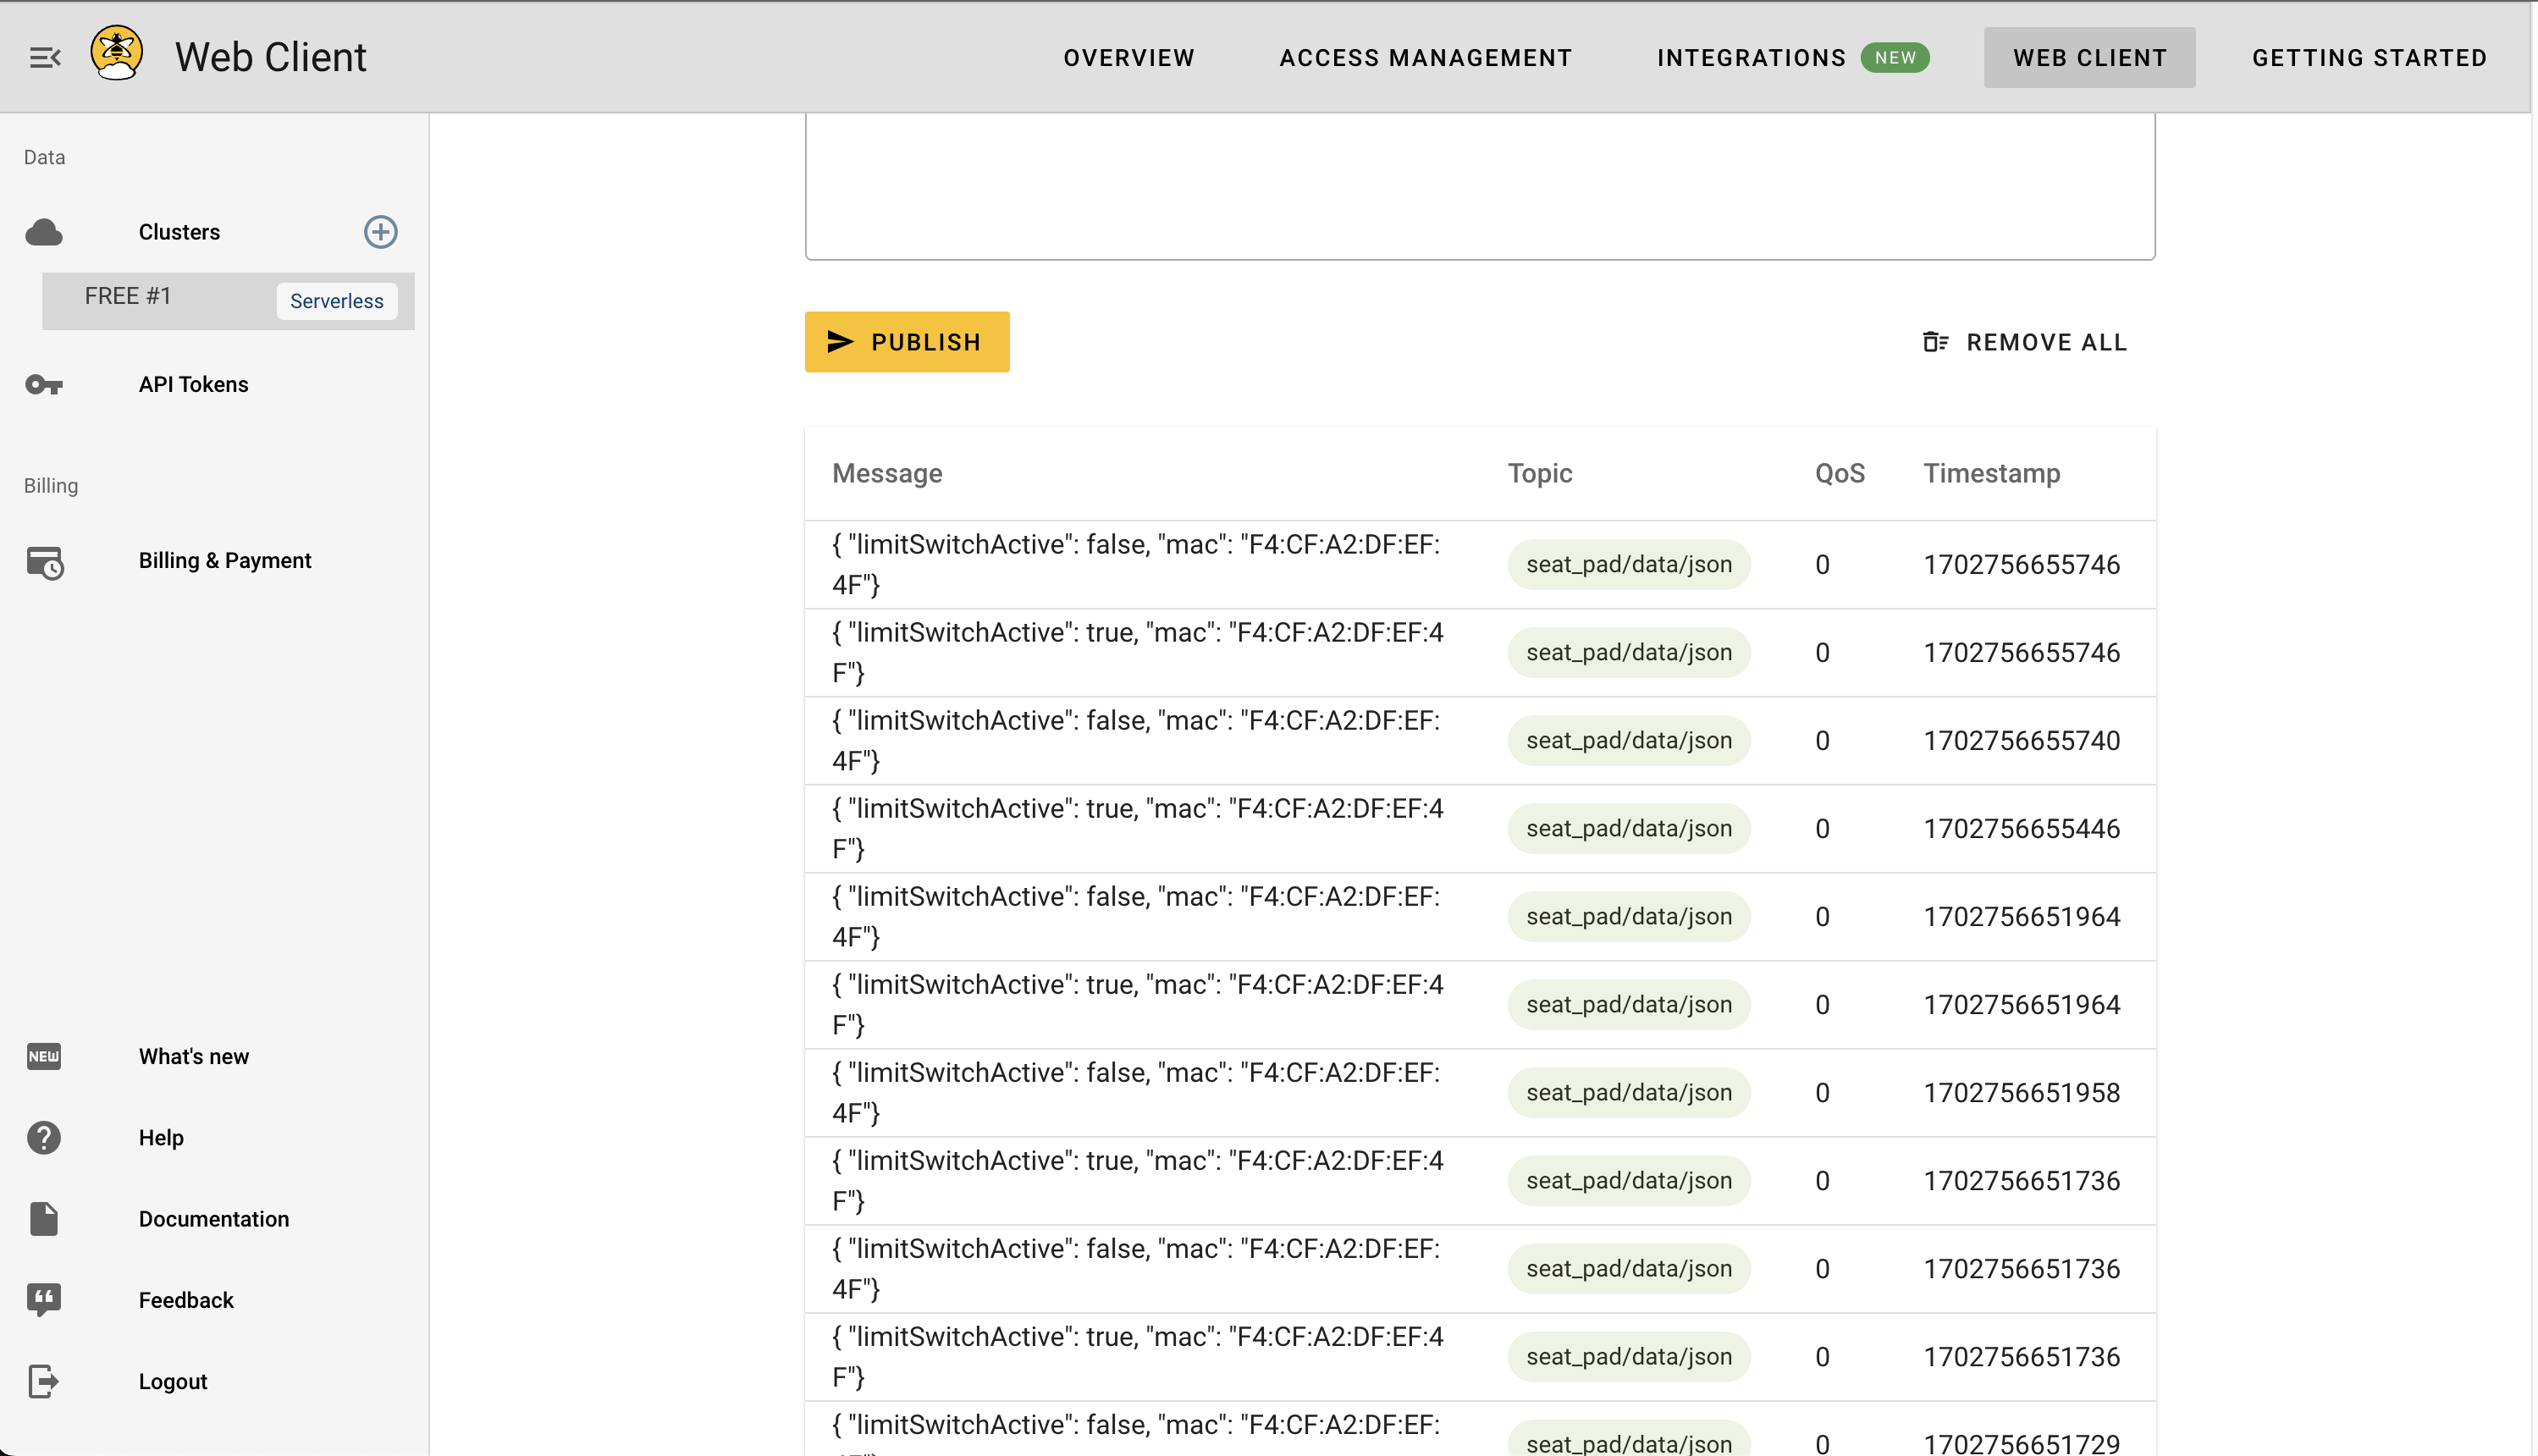 Web Client
OVERVIEW
ACCESS MANAGEMENT
INTEGRATIONS NEW
WEB CLIENT
GETTING STARTED
Data
Clusters
FREE #1 Serverless
API Tokens
Billing
Billing & Payment
NEW What's new
Help
Documentation
Feedback
Logout
PUBLISH
REMOVE ALL
Message Topic QoS Timestamp
{ "limitSwitchActive": false, "mac": "F4:CF:A2:DF:EF:
4F"}
seat_pad/data/json 0 1702756655746
{ "limitSwitchActive": true, "mac": "F4:CF:A2:DF:EF:4
F"}
seat_pad/data/json 0 1702756655746
{ "limitSwitchActive": false, "mac": "F4:CF:A2:DF:EF:
4F"}
seat_pad/data/json 0 1702756655740
{ "limitSwitchActive": true, "mac": "F4:CF:A2:DF:EF:4
F"}
seat_pad/data/json 0 1702756655446
{ "limitSwitchActive": false, "mac": "F4:CF:A2:DF:EF:
4F"}
seat_pad/data/json 0 1702756651964
{ "limitSwitchActive": true, "mac": "F4:CF:A2:DF:EF:4
F"}
seat_pad/data/json 0 1702756651964
{ "limitSwitchActive": false, "mac": "F4:CF:A2:DF:EF:
4F"}
seat_pad/data/json 0 1702756651958
{ "limitSwitchActive": true, "mac": "F4:CF:A2:DF:EF:4
F"}
seat_pad/data/json 0 1702756651736
{ "limitSwitchActive": false, "mac": "F4:CF:A2:DF:EF:
4F"}
seat_pad/data/json 0 1702756651736
{ "limitSwitchActive": true, "mac": "F4:CF:A2:DF:EF:4
F"}
seat_pad/data/json 0 1702756651736
{ "limitSwitchActive": false, "mac": "F4:CF:A2:DF:EF:
seat_pad/data/json 0 1702756651729